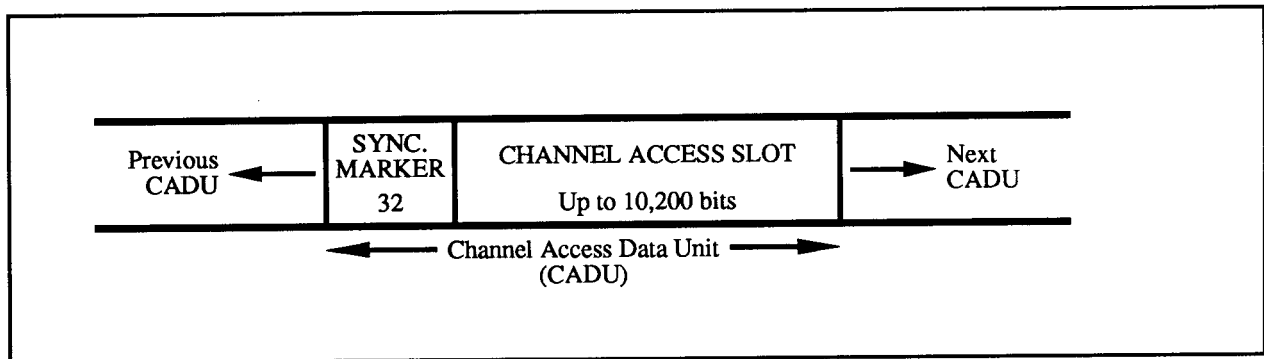 Previous
CADU
SYNC.
MARKER
32
CHANNEL ACCESS SLOT
Up to 10,200 bits
Next
CADU
Channel Access Data Unit
(CADU)